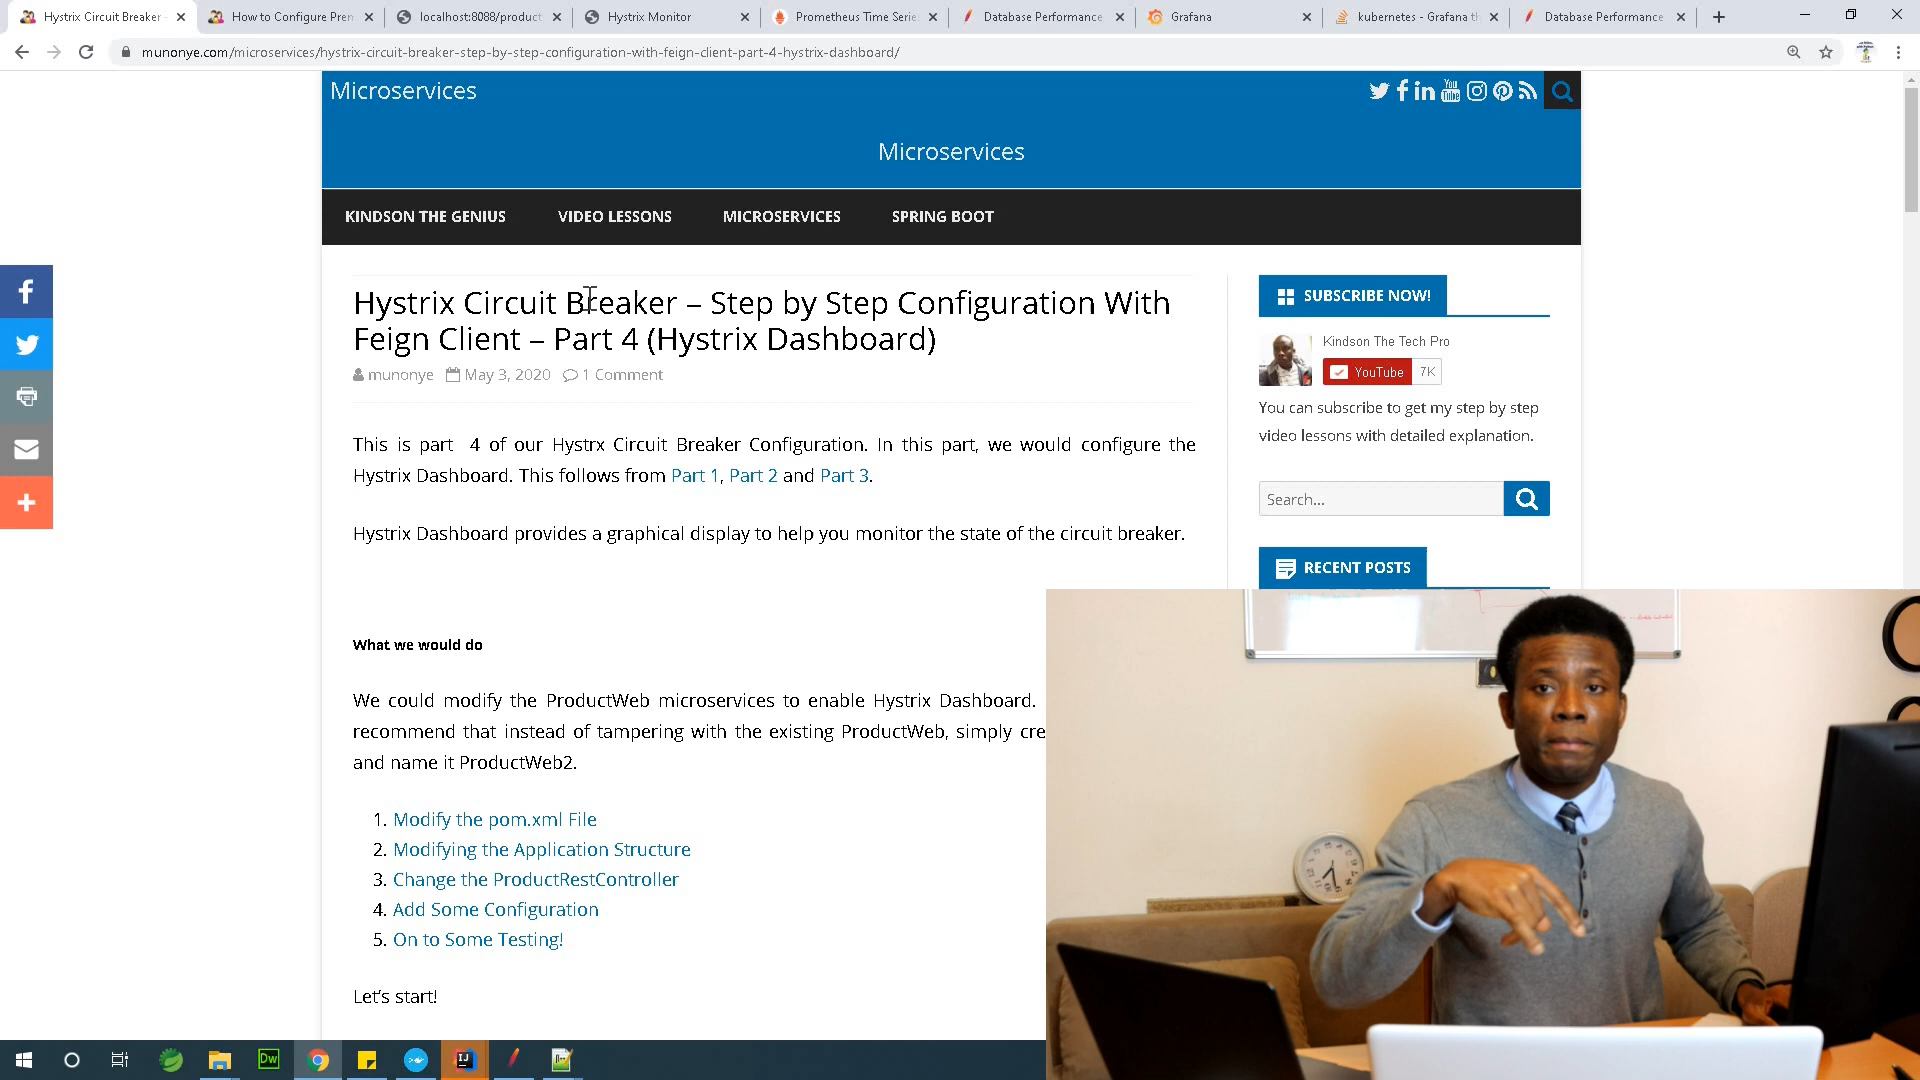 Hystrix Circuit Breaker -
How to Configure Pren
localhost:8088/product
Hystrix Monitor
Prometheus Time Serie
Database Performance
Grafana
kubernetes - Grafana th
Database Performance
munonye.com/microservices/hystrix-circuit-breaker-step-by-step-configuration-with-feign-client-part-4-hystrix-dashboard/
Microservices
You
Tube
Microservices
KINDSON THE GENIUS
VIDEO LESSONS
MICROSERVICES
SPRING BOOT
Hystrix Circuit Breaker – Step by Step Configuration With
Feign Client – Part 4 (Hystrix Dashboard)
munonye May 3, 2020 1 Comment
This is part 4 of our Hystrx Circuit Breaker Configuration. In this part, we would configure the
Hystrix Dashboard. This follows from Part 1, Part 2 and Part 3.
Hystrix Dashboard provides a graphical display to help you monitor the state of the circuit breaker.
What we would do
We could modify the ProductWeb microservices to enable Hystrix Dashboard.
recommend that instead of tampering with the existing ProductWeb, simply cre
and name it ProductWeb2.
1. Modify the pom.xml File
2. Modifying the Application Structure
3. Change the ProductRestController
4. Add Some Configuration
5. On to Some Testing!
Let's start!
SUBSCRIBE NOW!
Kindson The Tech Pro
YouTube 7K
You can subscribe to get my step by step
video lessons with detailed explanation.
Search...
RECENT POSTS
Dw
IJ